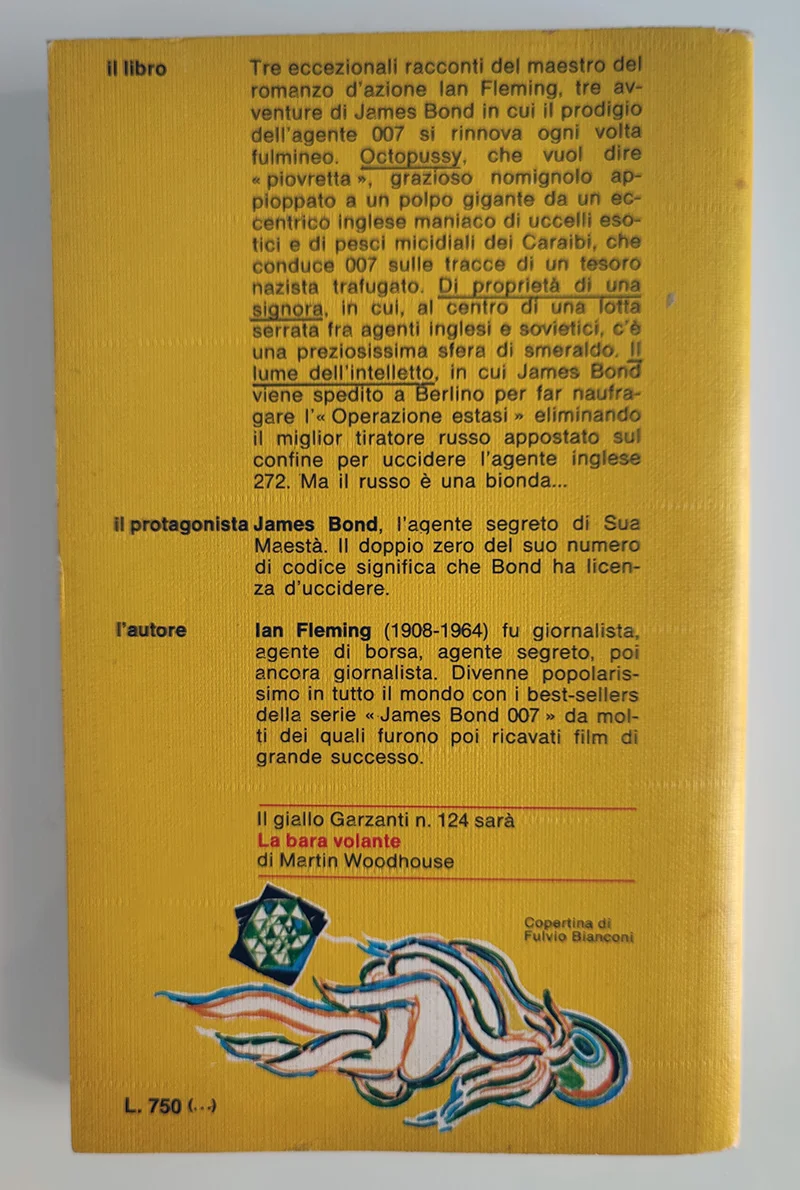 il libro
Tre eccezionali racconti del maestro del
romanzo d'azione Ian Fleming, tre av-
venture di James Bond in cui il prodigio
dell'agente 007 si rinnova ogni volta
fulmineo. Octopussy, che vuol dire
« piovretta », grazioso nomignolo ap-
pioppato a un polpo gigante da un ec-
centrico inglese maniaco di uccelli eso-
tici e di pesci micidiali dei Caraibi, che
conduce 007 sulle tracce di un tesoro
nazista trafugato. Di proprietà di una
signora, in cui, al centro di una lotta
serrata fra agenti inglesi e sovietici, c'è
una preziosissima sfera di smeraldo. Il
lume dell'intelletto, in cui James Bond
viene spedito a Berlino per far naufra-
gare l'« Operazione estasi » eliminando
il miglior tiratore russo appostato sul
confine per uccidere l'agente inglese
272. Ma il russo è una bionda...
il protagonista
James Bond, l'agente segreto di Sua
Maestà. Il doppio zero del suo numero
di codice significa che Bond ha licen-
za d'uccidere.
l'autore
Ian Fleming (1908-1964) fu giornalista,
agente di borsa, agente segreto, poi
ancora giornalista. Divenne popolaris-
simo in tutto il mondo con i best-sellers
della serie « James Bond 007 » da mol-
ti dei quali furono poi ricavati film di
grande successo.
Il giallo Garzanti n. 124 sarà
La bara volante
di Martin Woodhouse
Copertina di
Fulvio Bianconi
L. 750 (...)